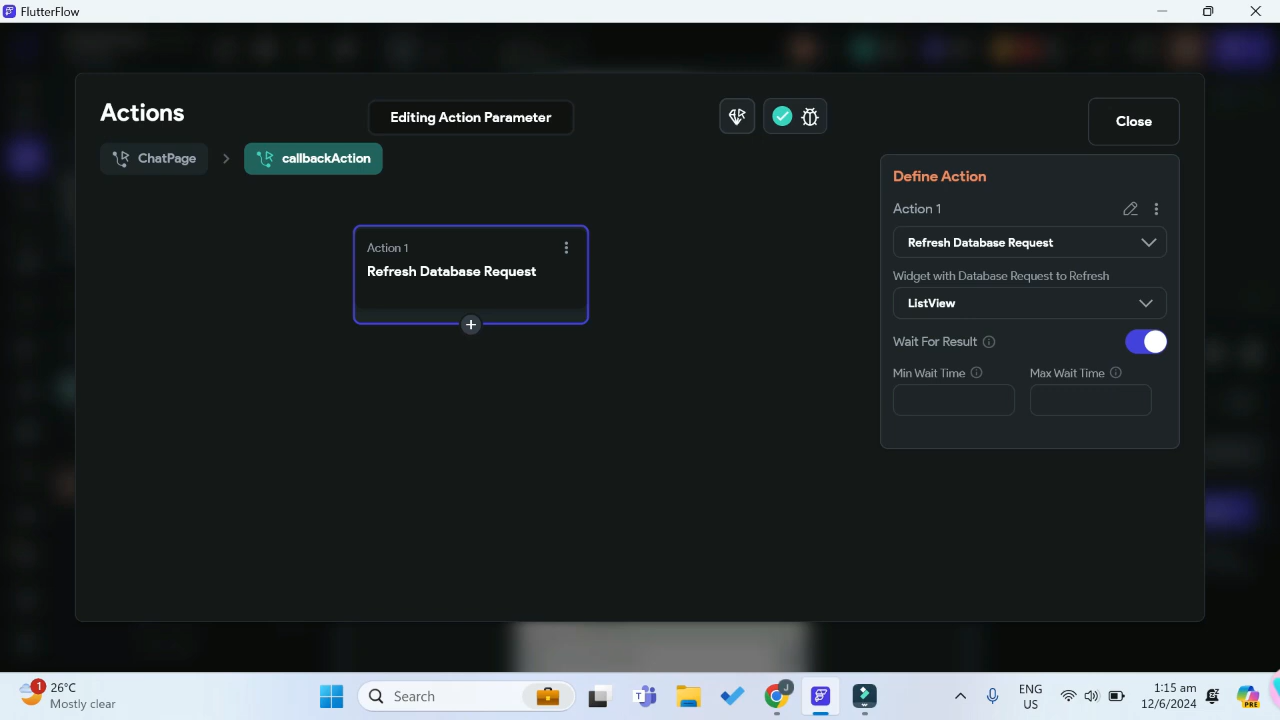 FlutterFlow
Actions
Editing Action Parameter
Close
ChatPage
callbackAction
Define Action
Action 1
Refresh Database Request
Widget with Database Request to Refresh
ListView
Wait For Result
Min Wait Time
Max Wait Time
Action 1
Refresh Database Request
1
26°C
Mostly clear
Search
J
ENG
US
1:15 am
12/6/2024
PRE